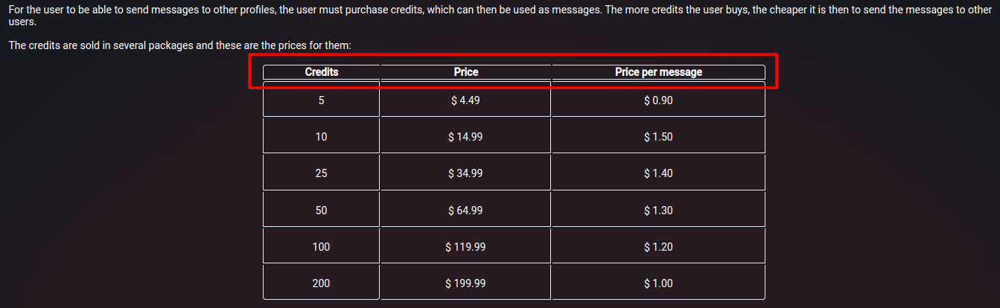 For the user to be able to send messages to other profiles, the user must purchase credits, which can then be used as messages. The more credits the user buys, the cheaper it is then to send the messages to other
users.
The credits are sold in several packages and these are the prices for them:
Credits Price Price per message
5 $ 4.49 $ 0.90
10 $ 14.99 $ 1.50
25 $ 34.99 $ 1.40
50 $ 64.99 $ 1.30
100 $ 119.99 $ 1.20
200 $ 199.99 $ 1.00